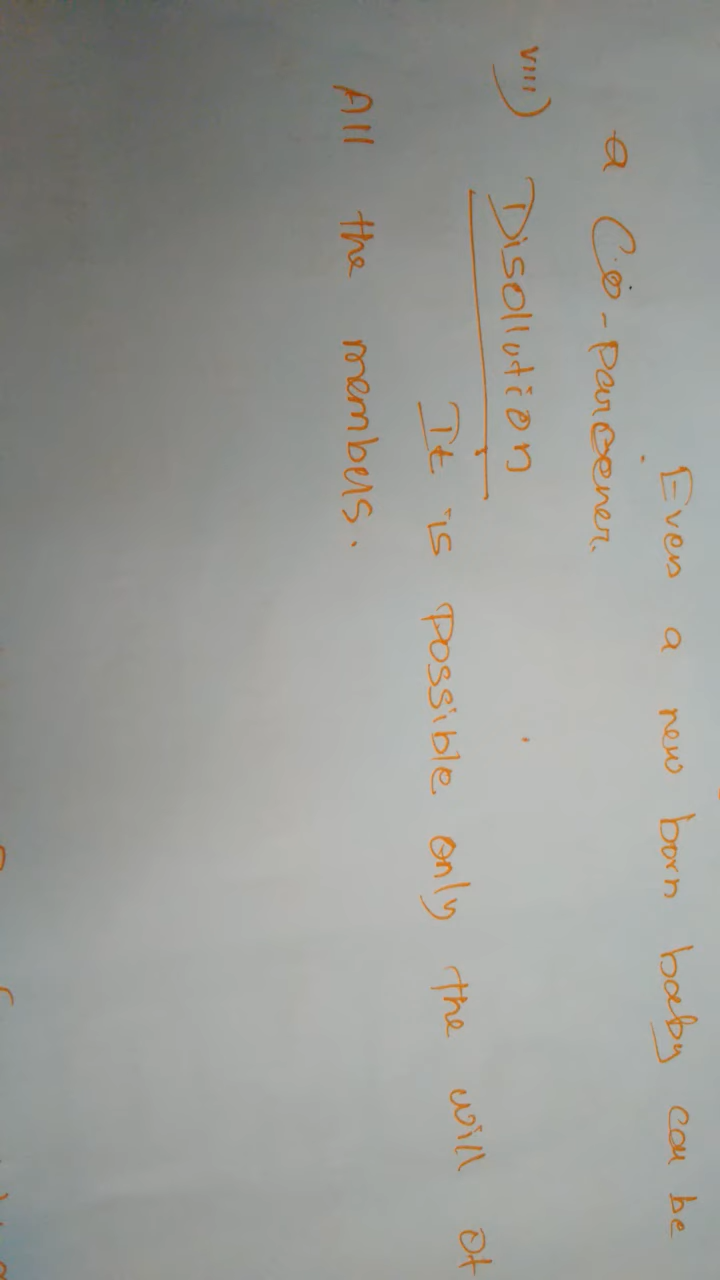 Even a new born baby can be
a Co-Parcener.
viii) Disollution
It is possible only the will of
All the members.